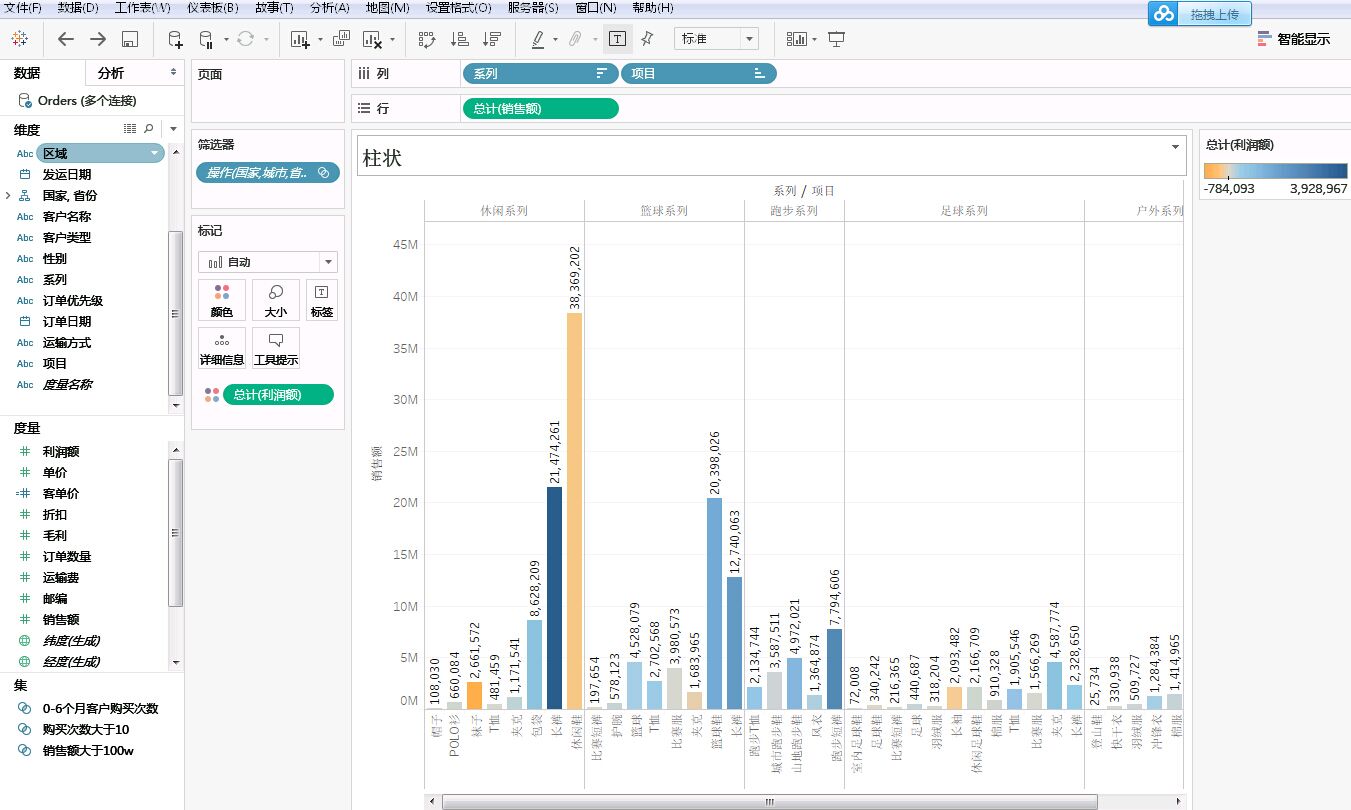 文件(F) 数据(D) 工作表(W) 仪表板(B) 故事(T) 分析(A) 地图(M) 设置格式(O) 服务器(S) 窗口(N) 帮助(H)
拖拽上传
标准
智能显示
数据 分析
Orders (多个连接)
维度
Abc 区域
发运日期
国家, 省份
Abc 客户名称
Abc 客户类型
Abc 性别
Abc 系列
Abc 订单优先级
订单日期
Abc 运输方式
Abc 项目
Abc 度量名称
度量
# 利润额
# 单价
=# 客单价
# 折扣
# 毛利
# 订单数量
# 运输费
# 邮编
# 销售额
纬度(生成)
经度(生成)
集
0-6个月客户购买次数
购买次数大于10
销售额大于100w
页面
筛选器
操作(国家,城市,省..
标记
自动
颜色 大小 标签
详细信息 工具提示
总计(利润额)
列 系列 项目
行 总计(销售额)
柱状
系列 / 项目
休闲系列 篮球系列 跑步系列 足球系列 户外系列
销售额
45M
40M
35M
30M
25M
20M
15M
10M
5M
0M
108,030
660,084
2,661,572
481,459
1,171,541
8,628,209
21,474,261
38,369,202
197,654
578,123
4,528,079
2,702,568
3,980,573
1,683,965
20,398,026
12,740,063
2,134,744
3,587,511
4,972,021
1,364,874
7,794,606
72,008
340,242
216,365
440,687
318,204
2,093,482
2,166,709
910,328
1,905,546
1,566,269
4,587,774
2,328,650
25,734
330,938
509,727
1,284,384
1,414,965
帽子
POLO衫
袜子
T恤
夹克
包袋
长裤
休闲鞋
比赛短裤
护腕
篮球
T恤
比赛服
夹克
篮球鞋
长裤
跑步T恤
城市跑步鞋
山地跑步鞋
风衣
跑步短裤
室内足球鞋
足球鞋
比赛短裤
足球
羽绒服
长袖
休闲足球鞋
棉服
T恤
比赛服
夹克
长裤
登山鞋
快干衣
羽绒服
冲锋衣
棉服
总计(利润额)
-784,093 3,928,967